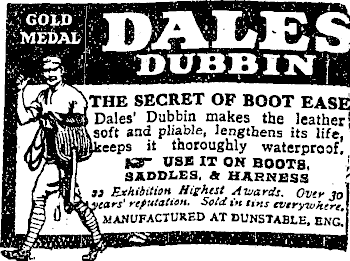 GOLD
MEDAL
DALES
DUBBIN
THE SECRET OF BOOT EASE
Dales' Dubbin makes the leather
soft and pliable, lengthens its life,
keeps it thoroughly waterproof.
☞ USE IT ON BOOTS,
SADDLES, & HARNESS
22 Exhibition Highest Awards. Over 30
years' reputation. Sold in tins everywhere.
MANUFACTURED AT DUNSTABLE, ENG.